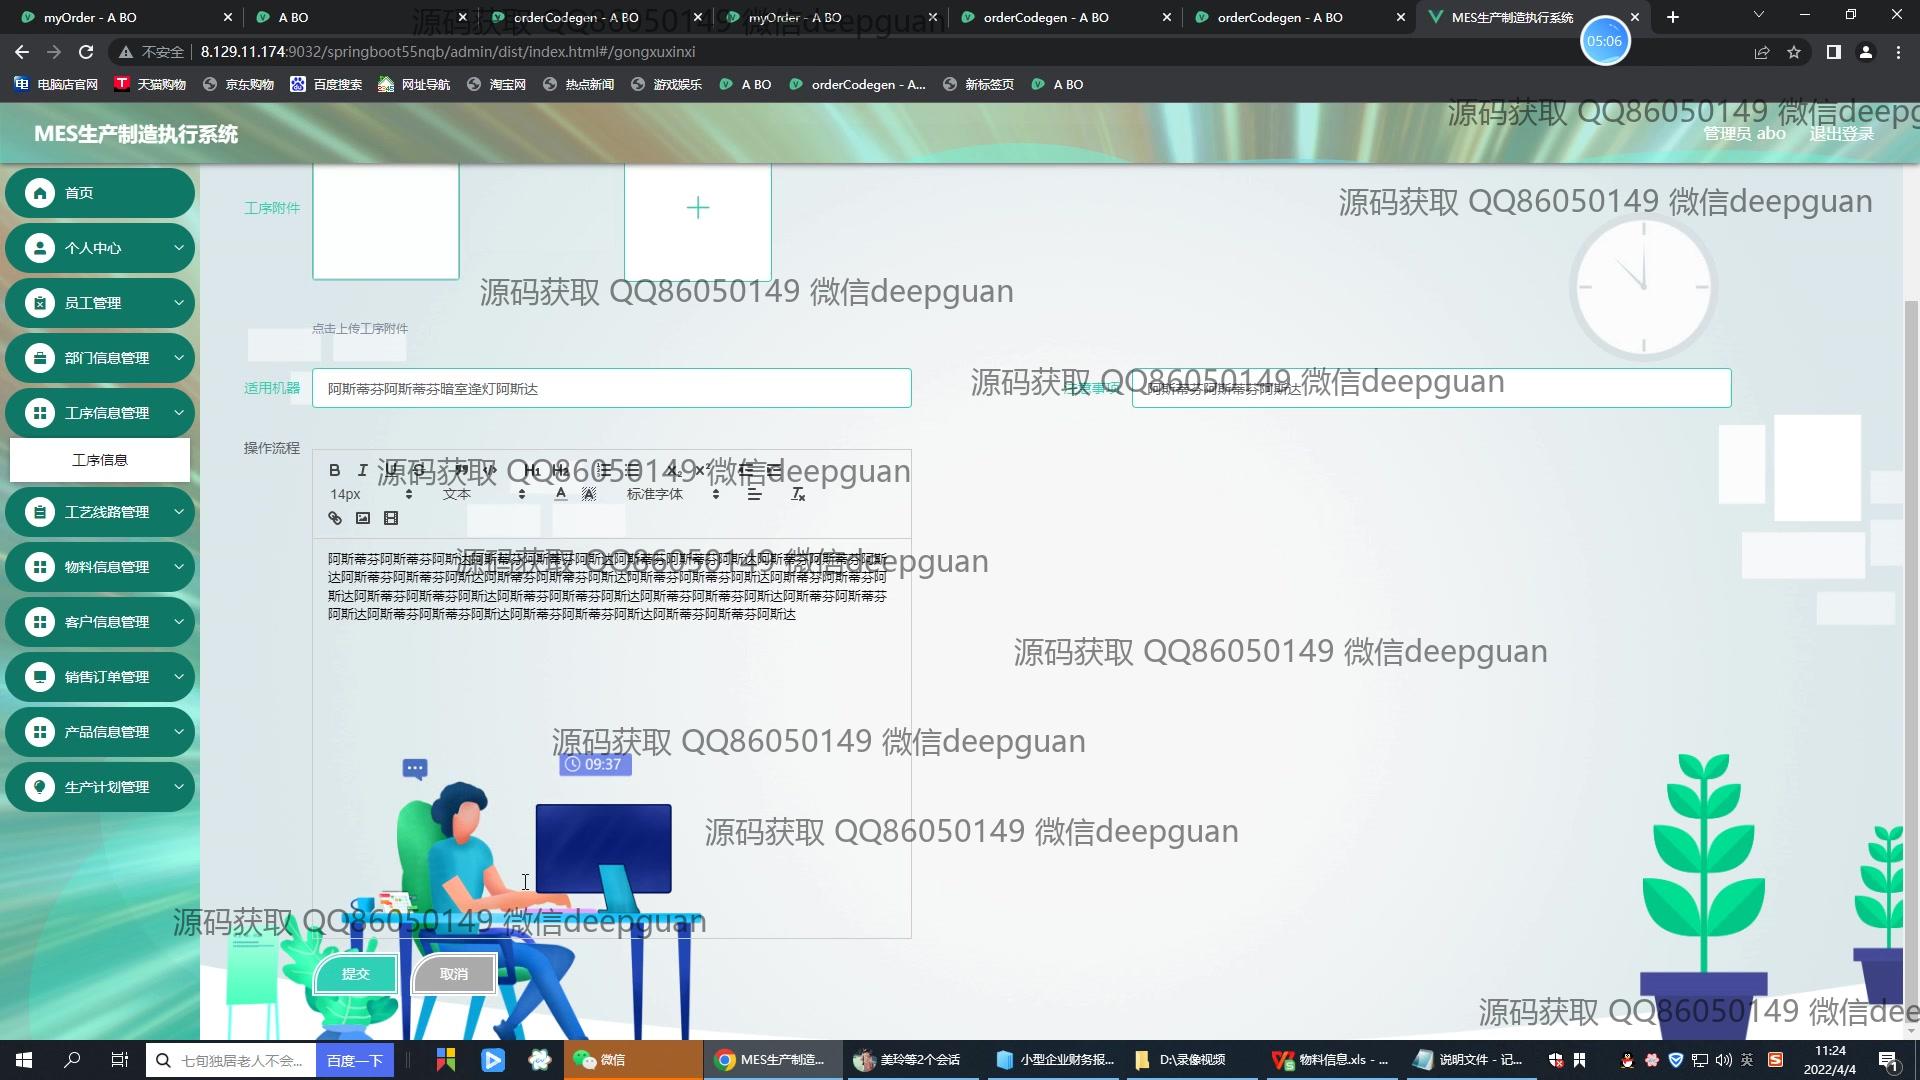 myOrder - A BO
A BO
orderCodegen - A BO
myOrder - A BO
orderCodegen - A BO
orderCodegen - A BO
MES生产制造执行系统
05:06
不安全
8.129.11.174:9032/springboot55nqb/admin/dist/index.html#/gongxuxinxi
电脑店官网
天猫购物
京东购物
百度搜索
网址导航
淘宝网
热点新闻
游戏娱乐
A BO
orderCodegen - A...
新标签页
A BO
源码获取 QQ86050149 微信deepguan
源码获取 QQ86050149 微信deepg
MES生产制造执行系统
管理员 abo
退出登录
首页
个人中心
员工管理
部门信息管理
工序信息管理
工序信息
工艺线路管理
物料信息管理
客户信息管理
销售订单管理
产品信息管理
生产计划管理
工序附件
源码获取 QQ86050149 微信deepguan
源码获取 QQ86050149 微信deepguan
点击上传工序附件
适用机器
阿斯蒂芬阿斯蒂芬暗室逢灯阿斯达
注意事项
阿斯蒂芬阿斯蒂芬阿斯达
源码获取 QQ86050149 微信deepguan
操作流程
源码获取 QQ86050149 微信deepguan
14px
文本
标准字体
阿斯蒂芬阿斯蒂芬阿斯达阿斯蒂芬阿斯蒂芬阿斯达阿斯蒂芬阿斯蒂芬阿斯达阿斯蒂芬阿斯蒂芬阿斯
达阿斯蒂芬阿斯蒂芬阿斯达阿斯蒂芬阿斯蒂芬阿斯达阿斯蒂芬阿斯蒂芬阿斯达阿斯蒂芬阿斯蒂芬阿
斯达阿斯蒂芬阿斯蒂芬阿斯达阿斯蒂芬阿斯蒂芬阿斯达阿斯蒂芬阿斯蒂芬阿斯达阿斯蒂芬阿斯蒂芬
阿斯达阿斯蒂芬阿斯蒂芬阿斯达阿斯蒂芬阿斯蒂芬阿斯达阿斯蒂芬阿斯蒂芬阿斯达
源码获取 QQ86050149 微信deepguan
源码获取 QQ86050149 微信deepguan
源码获取 QQ86050149 微信deepguan
09:37
源码获取 QQ86050149 微信deepguan
源码获取 QQ86050149 微信deepguan
提交
取消
源码获取 QQ86050149 微信dee
七旬独居老人不会...
百度一下
微信
MES生产制造...
美玲等2个会话
小型企业财务报...
D:\录像视频
物料信息.xls - ...
说明文件 - 记...
英
11:24
2022/4/4
1